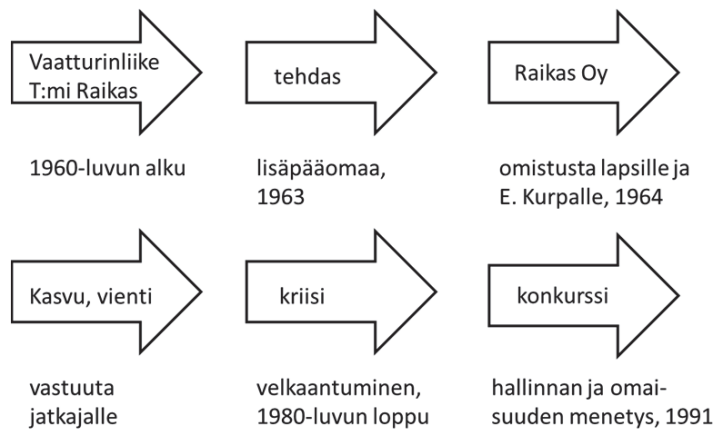 Vaatturinliike
T:mi Raikas
tehdas
Raikas Oy
1960-luvun alku
lisäpääomaa,
1963
omistusta lapsille ja
E. Kurpalle, 1964
Kasvu, vienti
kriisi
konkurssi
vastuuta
jatkajalle
velkaantuminen,
1980-luvun loppu
hallinnan ja omai-
suuden menetys, 1991